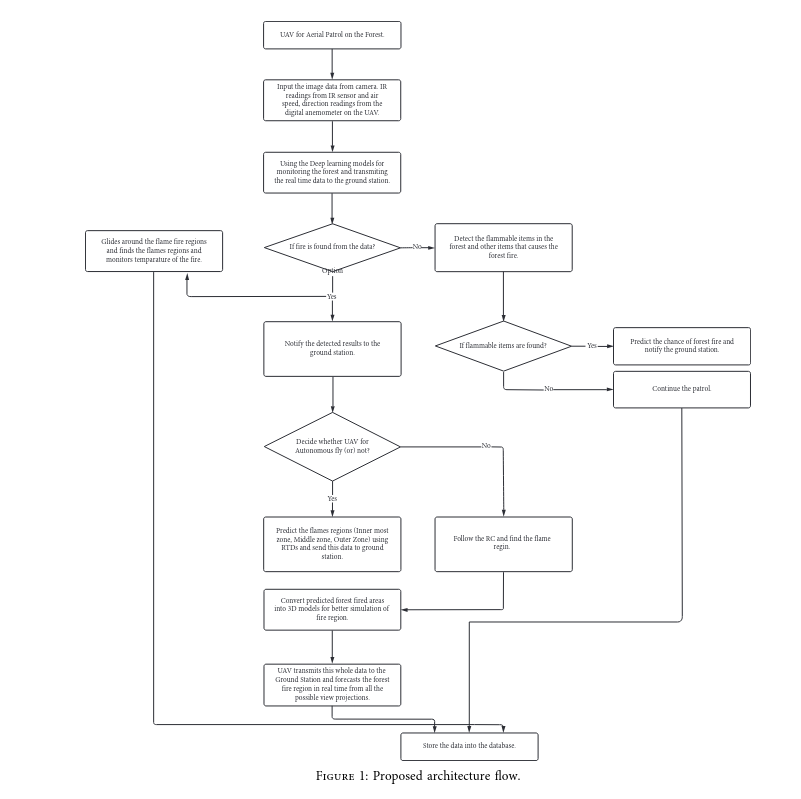 UAV for Aerial Patrol on the Forest.
Input the image data from camera. IR
readings from IR sensor and air
speed, direction readings from the
digital anemometer on the UAV.
Using the Deep learning models for
monitoring the forest and transmiting
the real time data to the ground station.
Glides around the flame fire regions
and finds the flames regions and
monitors temparature of the fire.
If fire is found from the data?
No
Detect the flammable items in the
forest and other items that causes the
forest fire.
Option
Yes
Notify the detected results to the
ground station.
If flammable items are found?
Yes
Predict the chance of forest fire and
notify the ground station.
No
Continue the patrol.
Decide whether UAV for
Autonomous fly (or) not?
No
Yes
Predict the flames regions (Inner most
zone, Middle zone, Outer Zone) using
RTDs and send this data to ground
station.
Follow the RC and find the flame
regin.
Convert predicted forest fired areas
into 3D models for better simulation of
fire region.
UAV transmits this whole data to the
Ground Station and forecasts the forest
fire region in real time from all the
possible view projections.
Store the data into the database.
Figure 1: Proposed architecture flow.